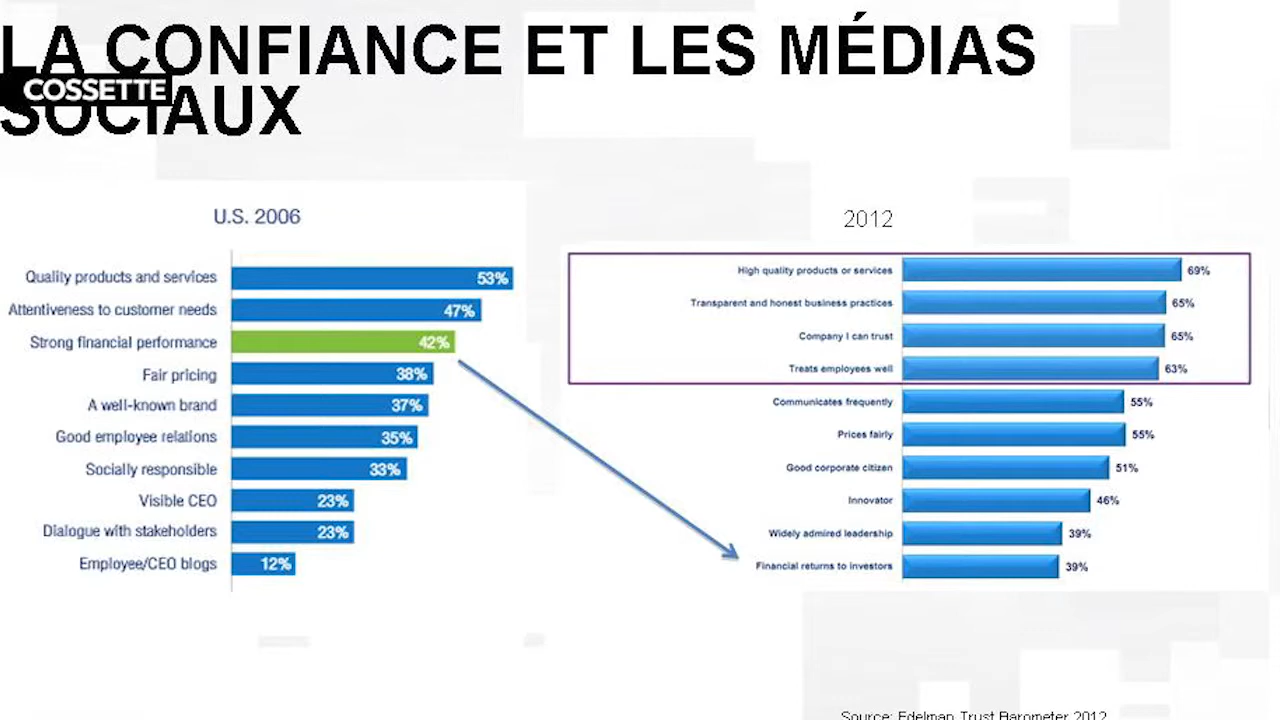 LA CONFIANCE ET LES MÉDIAS
COSSETTE
SOCIAUX
U.S. 2006
Quality products and services 53%
Attentiveness to customer needs 47%
Strong financial performance 42%
Fair pricing 38%
A well-known brand 37%
Good employee relations 35%
Socially responsible 33%
Visible CEO 23%
Dialogue with stakeholders 23%
Employee/CEO blogs 12%
2012
High quality products or services 69%
Transparent and honest business practices 65%
Company I can trust 65%
Treats employees well 63%
Communicates frequently 55%
Prices fairly 55%
Good corporate citizen 51%
Innovator 46%
Widely admired leadership 39%
Financial returns to investors 39%
Source: Edelman Trust Barometer 2012